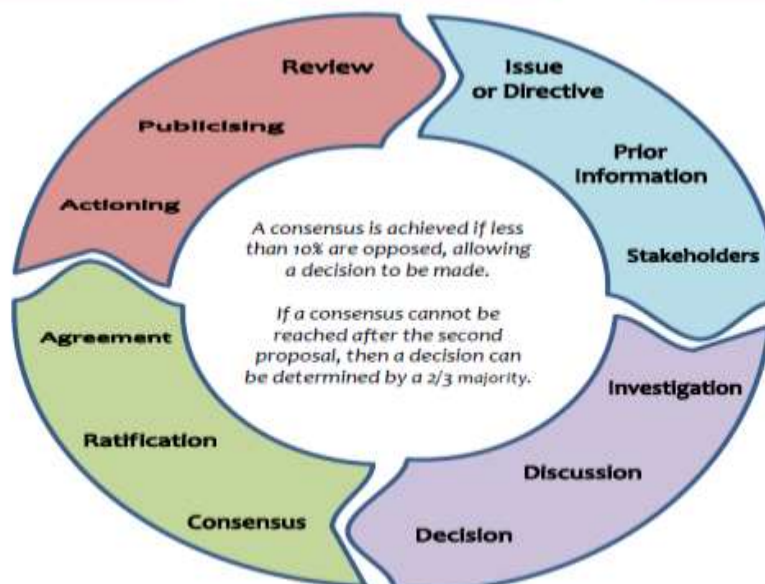 Issue
or Directive
Prior
Information
Stakeholders
Investigation
Discussion
Decision
Consensus
Ratification
Agreement
Actioning
Publicising
Review
A consensus is achieved if less
than 10% are opposed, allowing
a decision to be made.
If a consensus cannot be
reached after the second
proposal, then a decision can
be determined by a 2/3 majority.